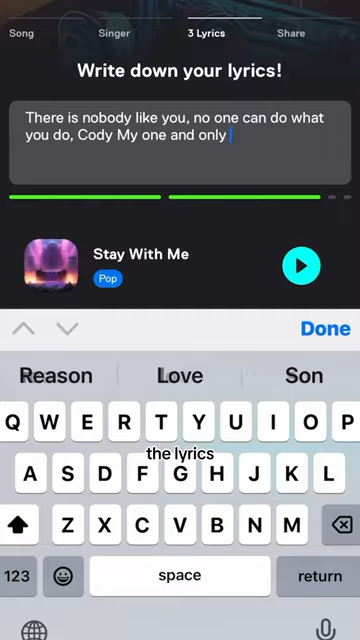 Song Singer 3 Lyrics Share
Write down your lyrics!
There is nobody like you, no one can do what
you do, Cody My one and only
Stay With Me
Pop
Done
Reason Love Son
Q W E R T Y U I O P
the lyrics
A S D F G H J K L
Z X C V B N M
123 space return